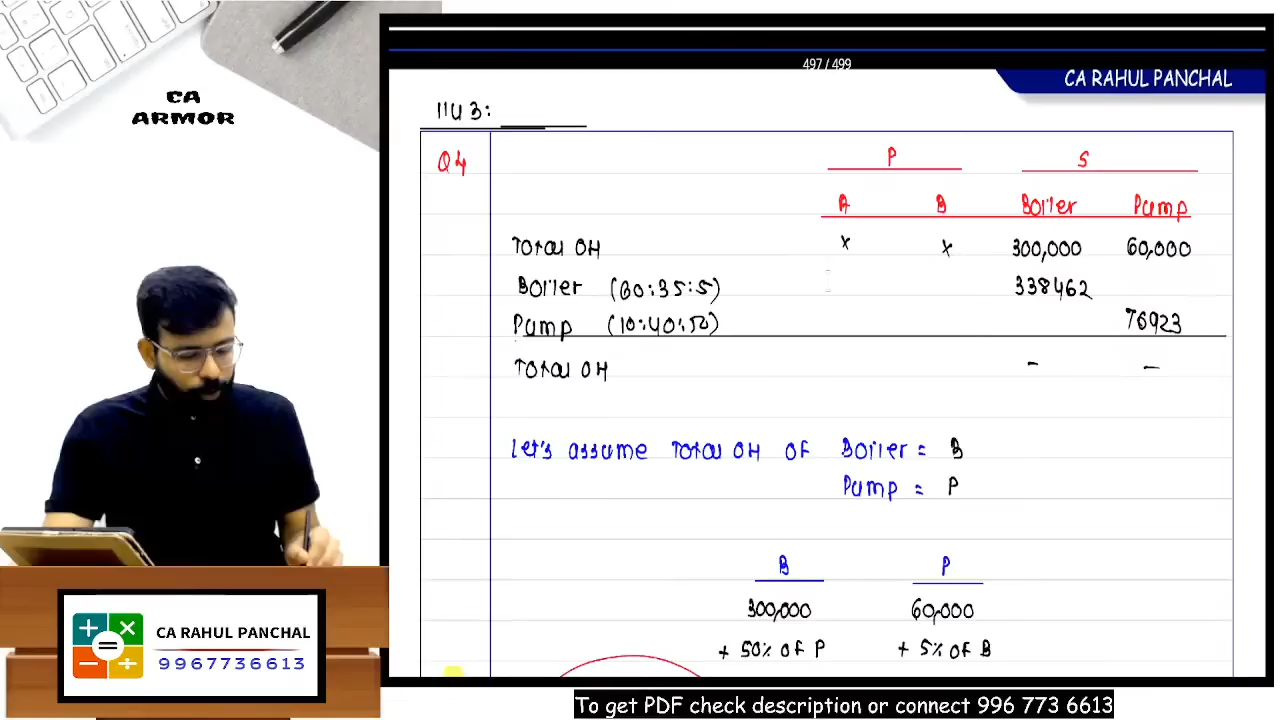 CA
ARMOR
CA RAHUL PANCHAL
9967736613
497 / 499
CA RAHUL PANCHAL
114 3:
Q4
P S
A B Boiler Pump
Total OH x x 300,000 60,000
Boiler (60:35:5) 338462
Pump (10:40:50) 76923
Total OH - -
Let's assume Total OH of Boiler = B
Pump = P
B P
300,000 60,000
+ 50% of P + 5% of B
To get PDF check description or connect 996 773 6613